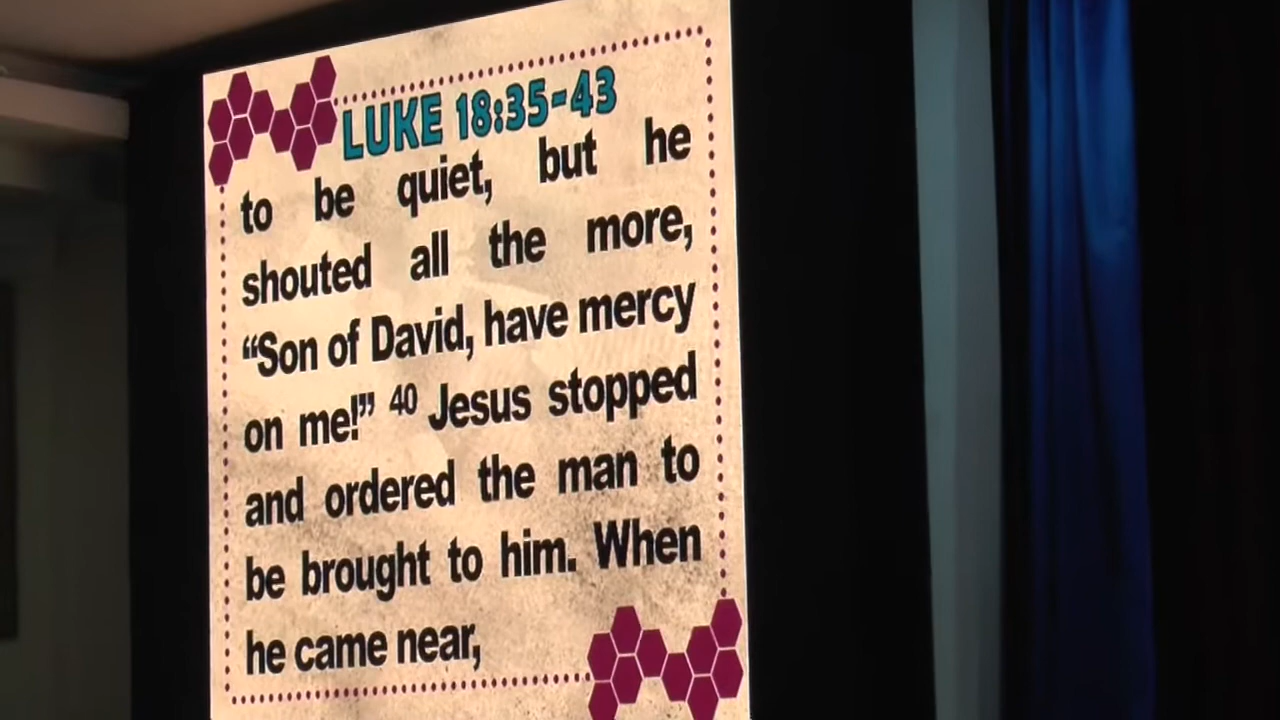 LUKE 18:35-43
to be quiet, but he
shouted all the more,
“Son of David, have mercy
on me!” 40 Jesus stopped
and ordered the man to
be brought to him. When
he came near,